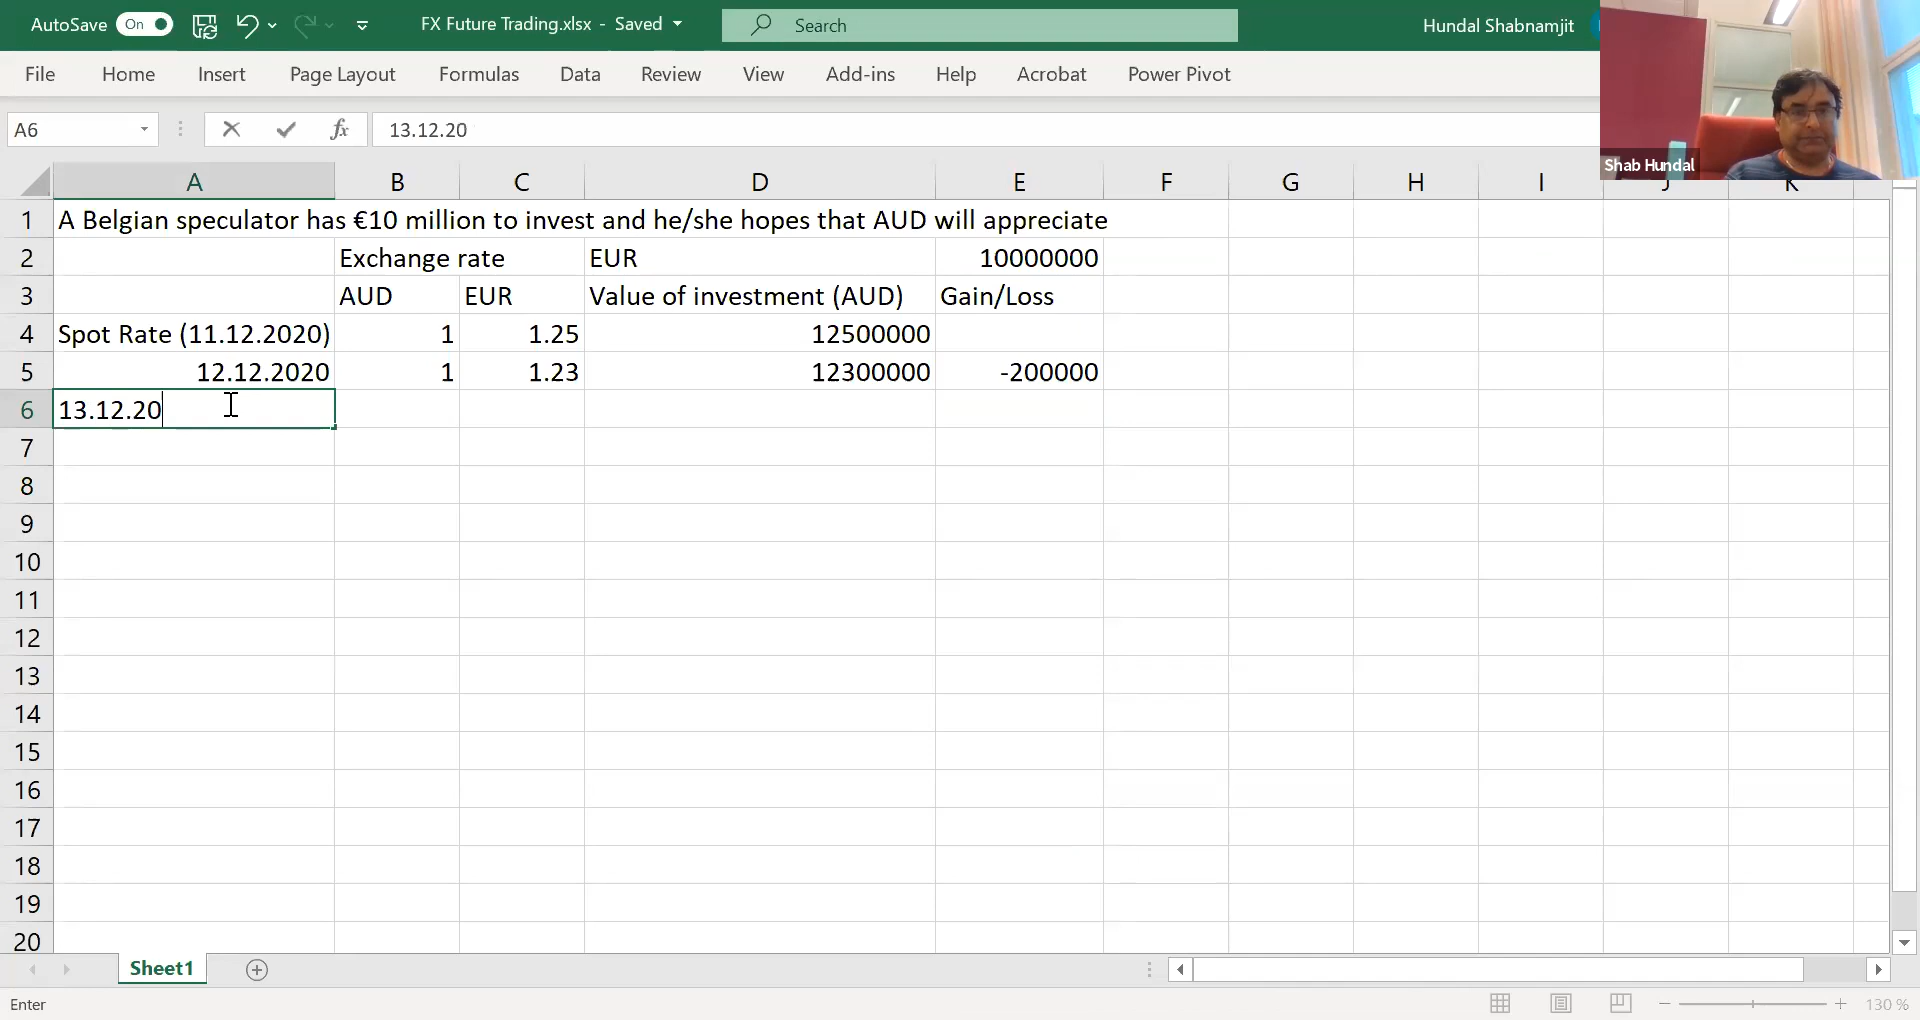 AutoSave On FX Future Trading.xlsx - Saved Search Hundal Shabnamjit
File Home Insert Page Layout Formulas Data Review View Add-ins Help Acrobat Power Pivot
A6 fx 13.12.20
Shab Hundal
A B C D E F G H I J K
1 A Belgian speculator has €10 million to invest and he/she hopes that AUD will appreciate
2 Exchange rate EUR 10000000
3 AUD EUR Value of investment (AUD) Gain/Loss
4 Spot Rate (11.12.2020) 1 1.25 12500000
5 12.12.2020 1 1.23 12300000 -200000
6 13.12.20
7
8
9
10
11
12
13
14
15
16
17
18
19
20
Sheet1
Enter 130 %